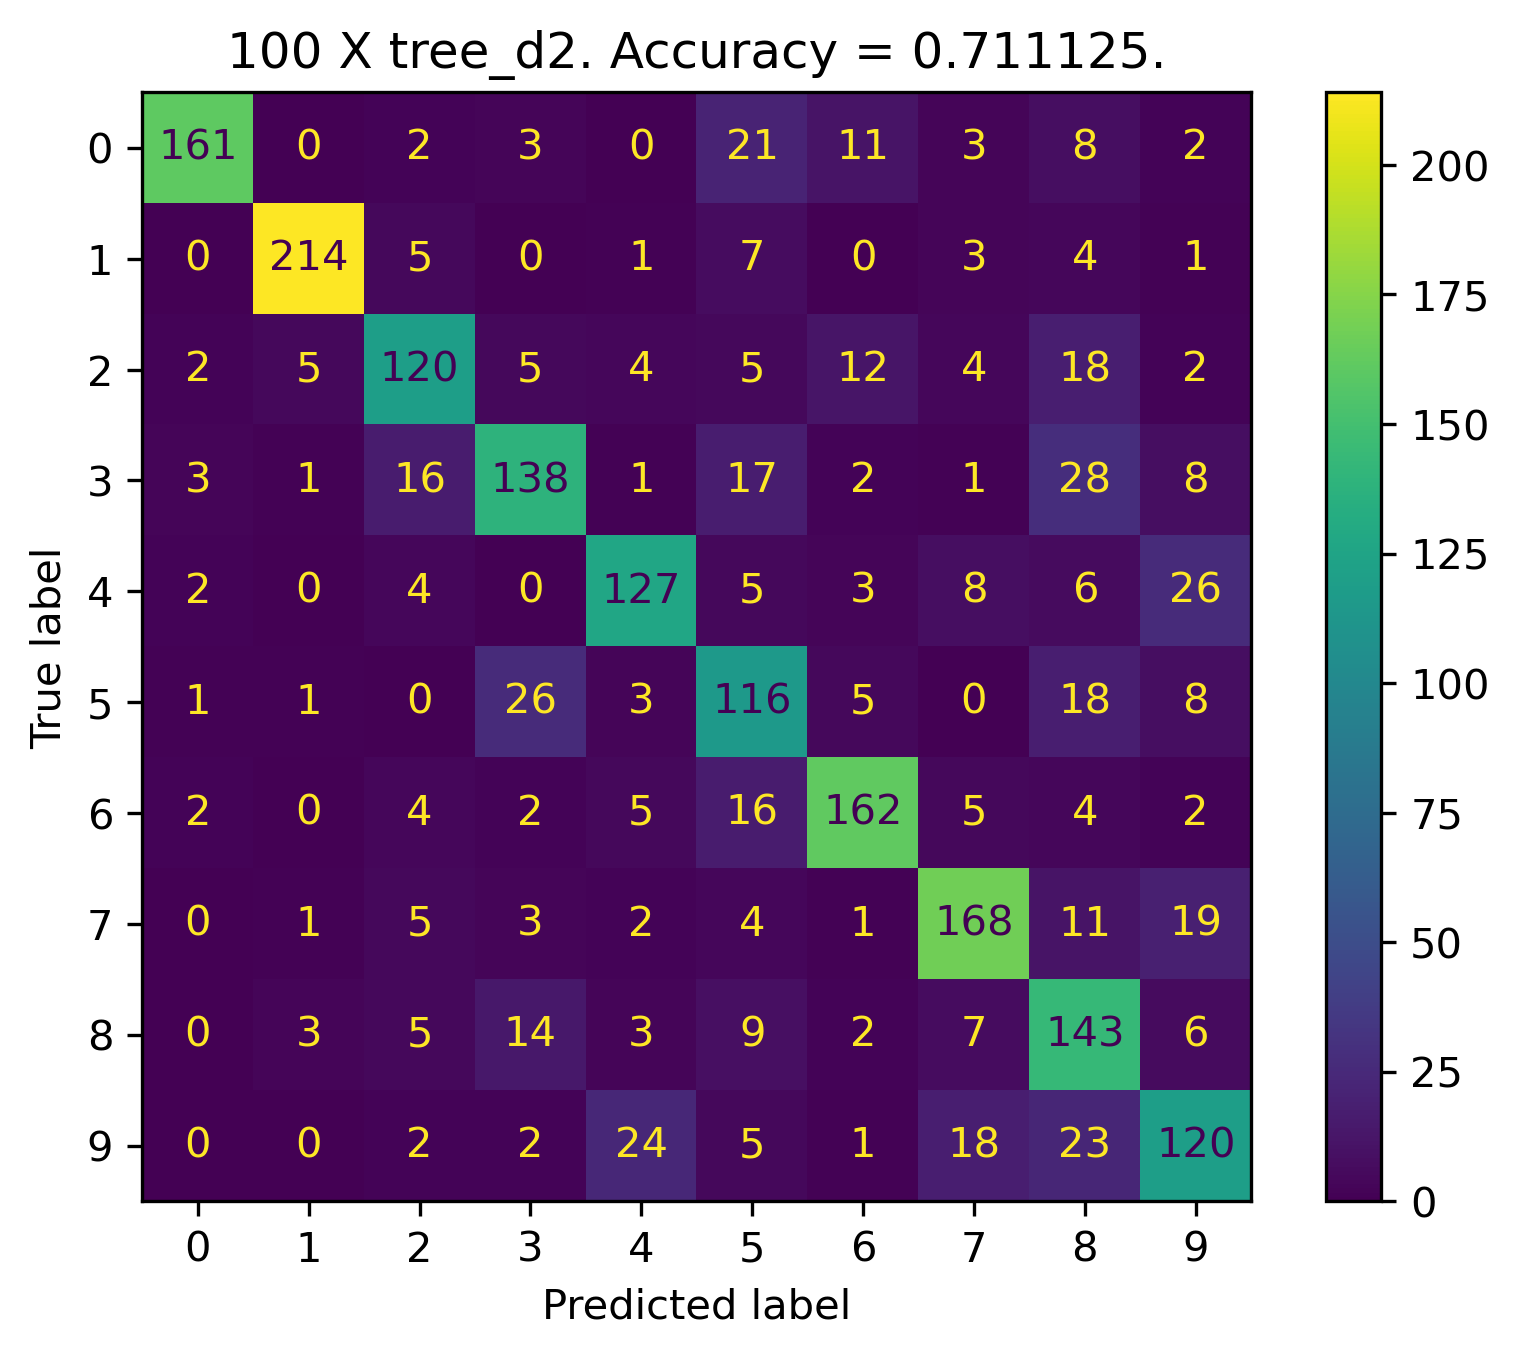 100 X tree_d2. Accuracy = 0.711125.
0 161 0 2 3 0 21 11 3 8 2
1 0 214 5 0 1 7 0 3 4 1
2 2 5 120 5 4 5 12 4 18 2
3 3 1 16 138 1 17 2 1 28 8
4 2 0 4 0 127 5 3 8 6 26
5 1 1 0 26 3 116 5 0 18 8
6 2 0 4 2 5 16 162 5 4 2
7 0 1 5 3 2 4 1 168 11 19
8 0 3 5 14 3 9 2 7 143 6
9 0 0 2 2 24 5 1 18 23 120
0 1 2 3 4 5 6 7 8 9
Predicted label
True label
200
175
150
125
100
75
50
25
0